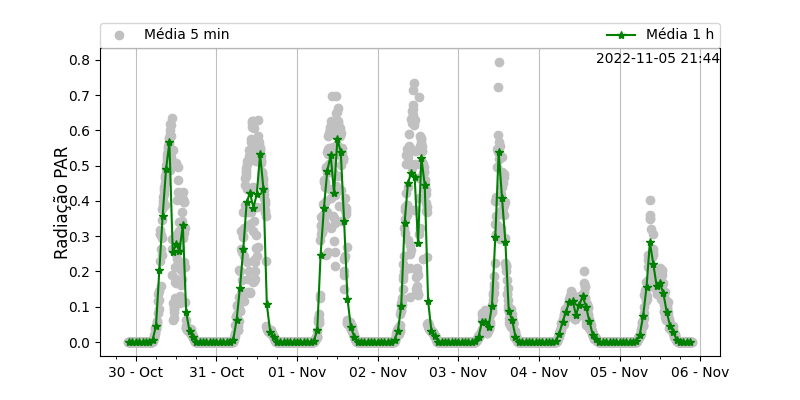 Média 5 min
Média 1 h
2022-11-05 21:44
Radiação PAR
0.8
0.7
0.6
0.5
0.4
0.3
0.2
0.1
0.0
30 - Oct
31 - Oct
01 - Nov
02 - Nov
03 - Nov
04 - Nov
05 - Nov
06 - Nov